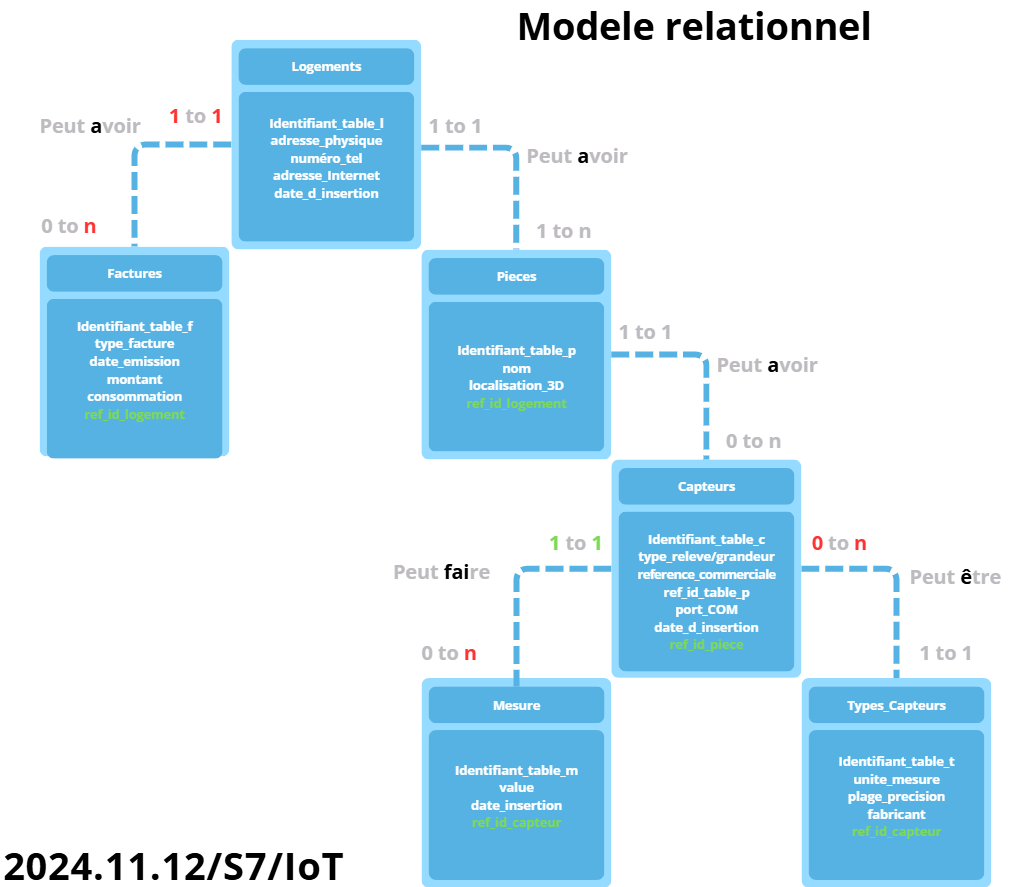 Modele relationnel
Logements
Identifiant_table_l
adresse_physique
numéro_tel
adresse_Internet
date_d_insertion
Peut avoir
1 to 1
0 to n
1 to 1
Peut avoir
1 to n
Factures
Identifiant_table_f
type_facture
date_emission
montant
consommation
ref_id_logement
Pieces
Identifiant_table_p
nom
localisation_3D
ref_id_logement
1 to 1
Peut avoir
0 to n
Capteurs
Identifiant_table_c
type_releve/grandeur
reference_commerciale
ref_id_table_p
port_COM
date_d_insertion
ref_id_piece
1 to 1
Peut faire
0 to n
0 to n
Peut être
1 to 1
Mesure
Identifiant_table_m
value
date_insertion
ref_id_capteur
Types_Capteurs
Identifiant_table_t
unite_mesure
plage_precision
fabricant
ref_id_capteur
2024.11.12/S7/IoT